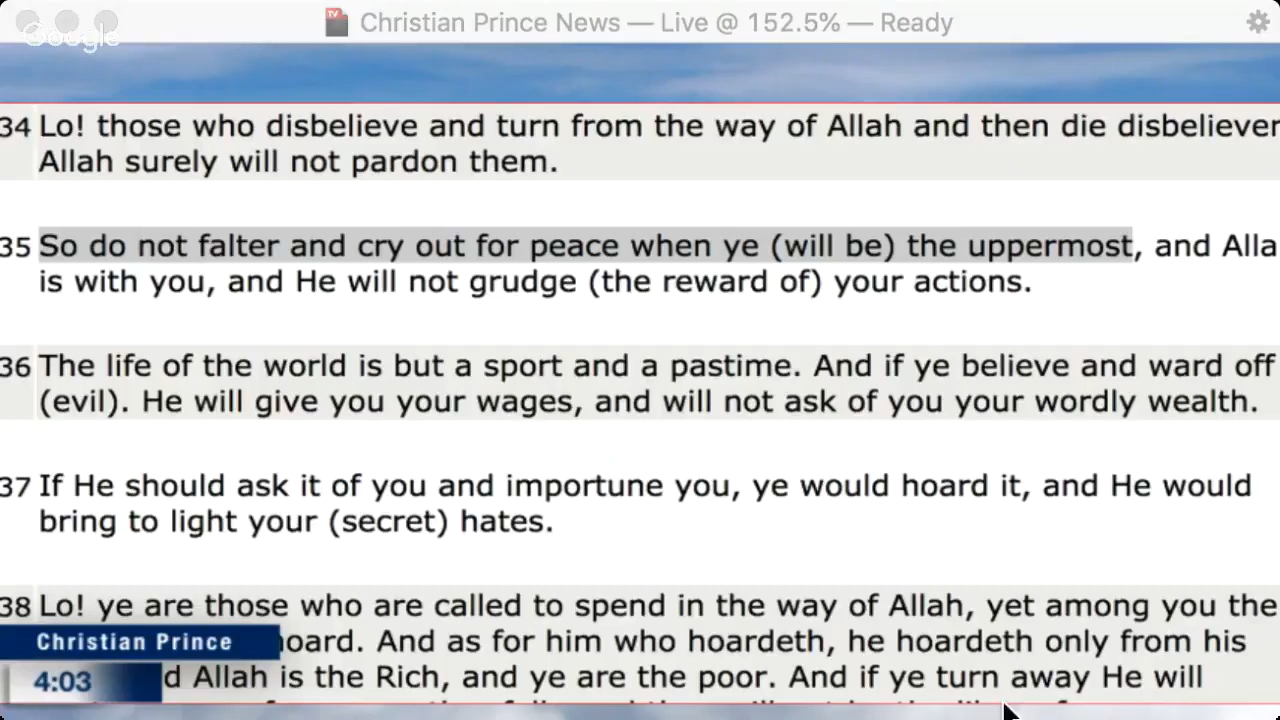 Christian Prince News — Live @ 152.5% — Ready
Google
34 Lo! those who disbelieve and turn from the way of Allah and then die disbeliever
Allah surely will not pardon them.
35 So do not falter and cry out for peace when ye (will be) the uppermost, and Alla
is with you, and He will not grudge (the reward of) your actions.
36 The life of the world is but a sport and a pastime. And if ye believe and ward off
(evil). He will give you your wages, and will not ask of you your wordly wealth.
37 If He should ask it of you and importune you, ye would hoard it, and He would
bring to light your (secret) hates.
38 Lo! ye are those who are called to spend in the way of Allah, yet among you the
Christian Prince
oard. And as for him who hoardeth, he hoardeth only from his
4:03
d Allah is the Rich, and ye are the poor. And if ye turn away He will